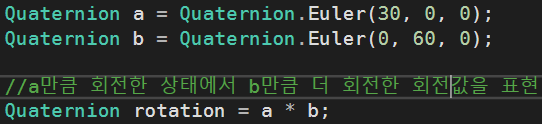 Quaternion a = Quaternion.Euler(30, 0, 0);
Quaternion b = Quaternion.Euler(0, 60, 0);
//a만큼 회전한 상태에서 b만큼 더 회전한 회전값을 표현
Quaternion rotation = a * b;